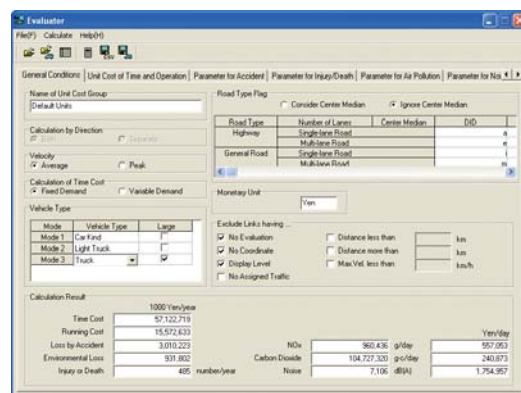 Evaluater
File(F) Calculate Help(H)
General Conditions Unit Cost of Time and Operation Parameter for Accident Parameter for Injury/Death Parameter for Air Pollution Parameter for Noi
Name of Unit Cost Group
Default Units
Road Type Flag
Consider Center Median Ignore Center Median
Road Type Number of Lanes Center Median DID
Highway Single-lane Road a
Multi-lane Road e
General Road Single-lane Road i
Multi-lane Road m
Calculation by Direction
Both Separate
Velocity
Average Peak
Calculation of Time Cost
Fixed Demand Variable Demand
Monetary Unit
Yen
Vehicle Type
Mode Vehicle Type Large
Mode 1 Car Kind
Mode 2 Light Truck
Mode 3 Truck
Exclude Links having ...
No Evaluation Distance less than km
No Coordinate Distance more than km
Display Level Max.Vel. less than km/h
No Assigned Traffic
Calculation Result
1000 Yen/year
Time Cost 57,122,719
Running Cost 15,572,633 Yen/day
Loss by Accident 3,010,223 NOx 960,436 g/day 557,053
Environmental Loss 931,802 Carbon Dioxide 104,727,320 g-c/day 240,873
Injury or Death 485 number/year Noise 7,106 dB(A) 1,754,957